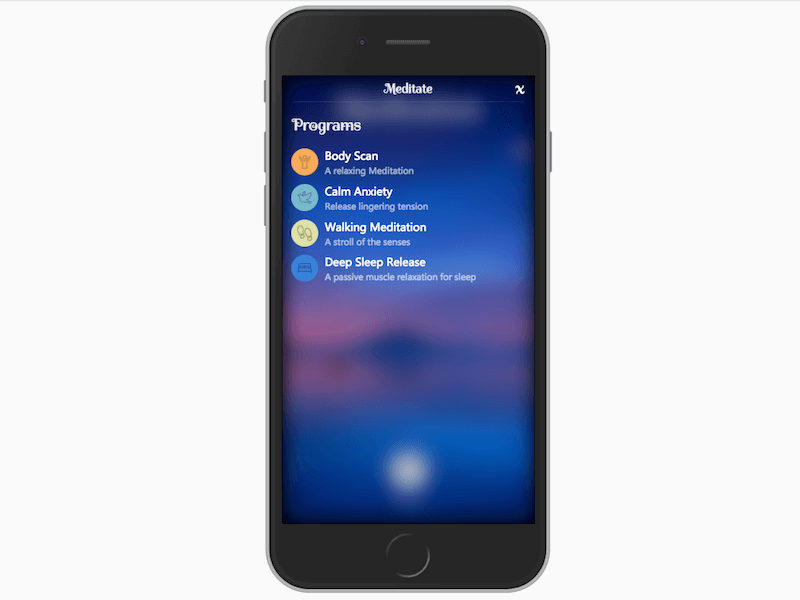 Meditate
x
Programs
Body Scan
A relaxing Meditation
Calm Anxiety
Release lingering tension
Walking Meditation
A stroll of the senses
Deep Sleep Release
A passive muscle relaxation for sleep